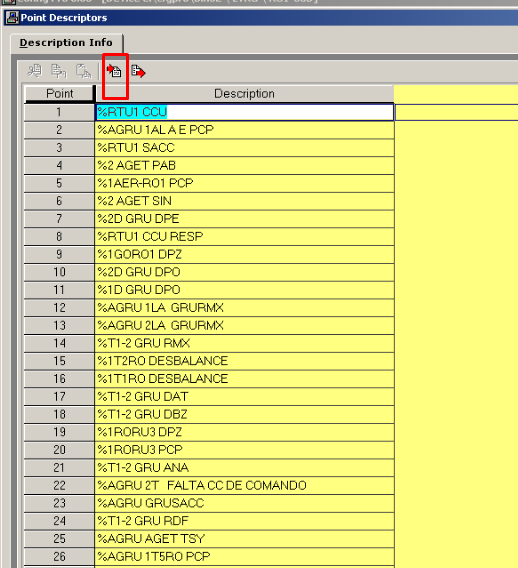 Point Descriptors
Description Info
Point Description
1 %RTU1 CCU
2 %AGRU 1AL A E PCP
3 %RTU1 SACC
4 %2 AGET PAB
5 %1AER-RO1 PCP
6 %2 AGET SIN
7 %2D GRU DPE
8 %RTU1 CCU RESP
9 %1GORO1 DPZ
10 %2D GRU DPO
11 %1D GRU DPO
12 %AGRU 1LA  GRURMX
13 %AGRU 2LA  GRURMX
14 %T1-2 GRU RMX
15 %1T2RO DESBALANCE
16 %1T1RO DESBALANCE
17 %T1-2 GRU DAT
18 %T1-2 GRU DBZ
19 %1RORU3 DPZ
20 %1RORU3 PCP
21 %T1-2 GRU ANA
22 %AGRU 2T   FALTA CC DE COMANDO
23 %AGRU GRUSACC
24 %T1-2 GRU RDF
25 %AGRU AGET TSY
26 %AGRU 1T5RO PCP